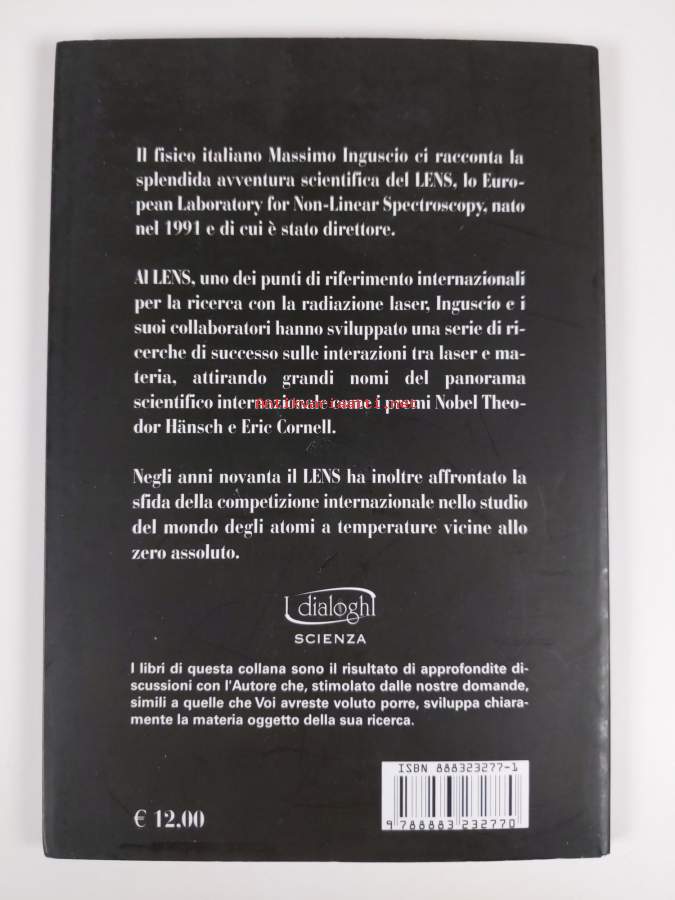 Il fisico italiano Massimo Inguscio ci racconta la
splendida avventura scientifica del LENS, lo Euro-
pean Laboratory for Non-Linear Spectroscopy, nato
nel 1991 e di cui è stato direttore.
Al LENS, uno dei punti di riferimento internazionali
per la ricerca con la radiazione laser, Inguscio e i
suoi collaboratori hanno sviluppato una serie di ri-
cerche di successo sulle interazioni tra laser e ma-
teria, attirando grandi nomi del panorama
scientifico internazionale come i premi Nobel Theo-
dor Hänsch e Eric Cornell.
Negli anni novanta il LENS ha inoltre affrontato la
sfida della competizione internazionale nello studio
del mondo degli atomi a temperature vicine allo
zero assoluto.
I dialoghi
SCIENZA
I libri di questa collana sono il risultato di approfondite di-
scussioni con l'Autore che, stimolato dalle nostre domande,
simili a quelle che Voi avreste voluto porre, sviluppa chiara-
mente la materia oggetto della sua ricerca.
ISBN 888323277-1
€ 12,00
9 788883 232770